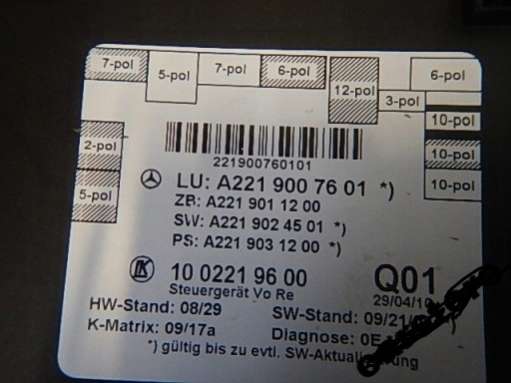 7-pol
5-pol
7-pol
6-pol
12-pol
3-pol
6-pol
10-pol
10-pol
10-pol
2-pol
5-pol
221900760101
LU: A221 900 76 01 *)
ZB: A221 901 12 00
SW: A221 902 45 01 *)
PS: A221 903 12 00 *)
10 0221 96 00
Q01
Steuergerät Vo Re
29/04/10
HW-Stand: 08/29
SW-Stand: 09/21/
K-Matrix: 09/17a
Diagnose: 0E
*) gültig bis zu evtl. SW-Aktualisierung